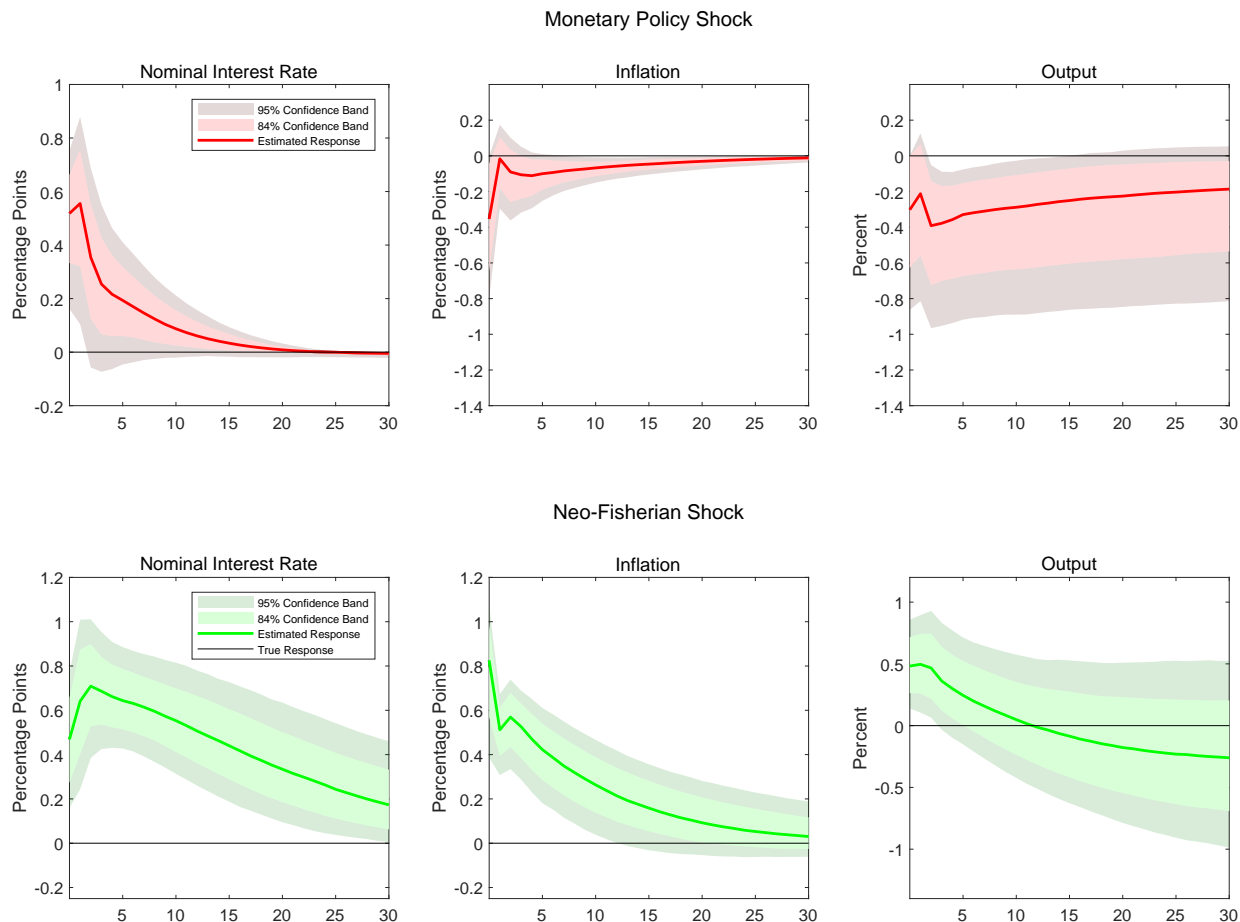 Monetary Policy Shock
Nominal Interest Rate
Inflation
Output
95% Confidence Band
84% Confidence Band
Estimated Response
Percentage Points
1
0.8
0.6
0.4
0.2
0
-0.2
5 10 15 20 25 30
Percentage Points
0.2
0
-0.2
-0.4
-0.6
-0.8
-1
-1.2
-1.4
5 10 15 20 25 30
Percent
0.2
0
-0.2
-0.4
-0.6
-0.8
-1
-1.2
-1.4
5 10 15 20 25 30
Neo-Fisherian Shock
Nominal Interest Rate
Inflation
Output
95% Confidence Band
84% Confidence Band
Estimated Response
True Response
Percentage Points
1.2
1
0.8
0.6
0.4
0.2
0
-0.2
5 10 15 20 25 30
Percentage Points
1.2
1
0.8
0.6
0.4
0.2
0
-0.2
5 10 15 20 25 30
Percent
1
0.5
0
-0.5
-1
5 10 15 20 25 30